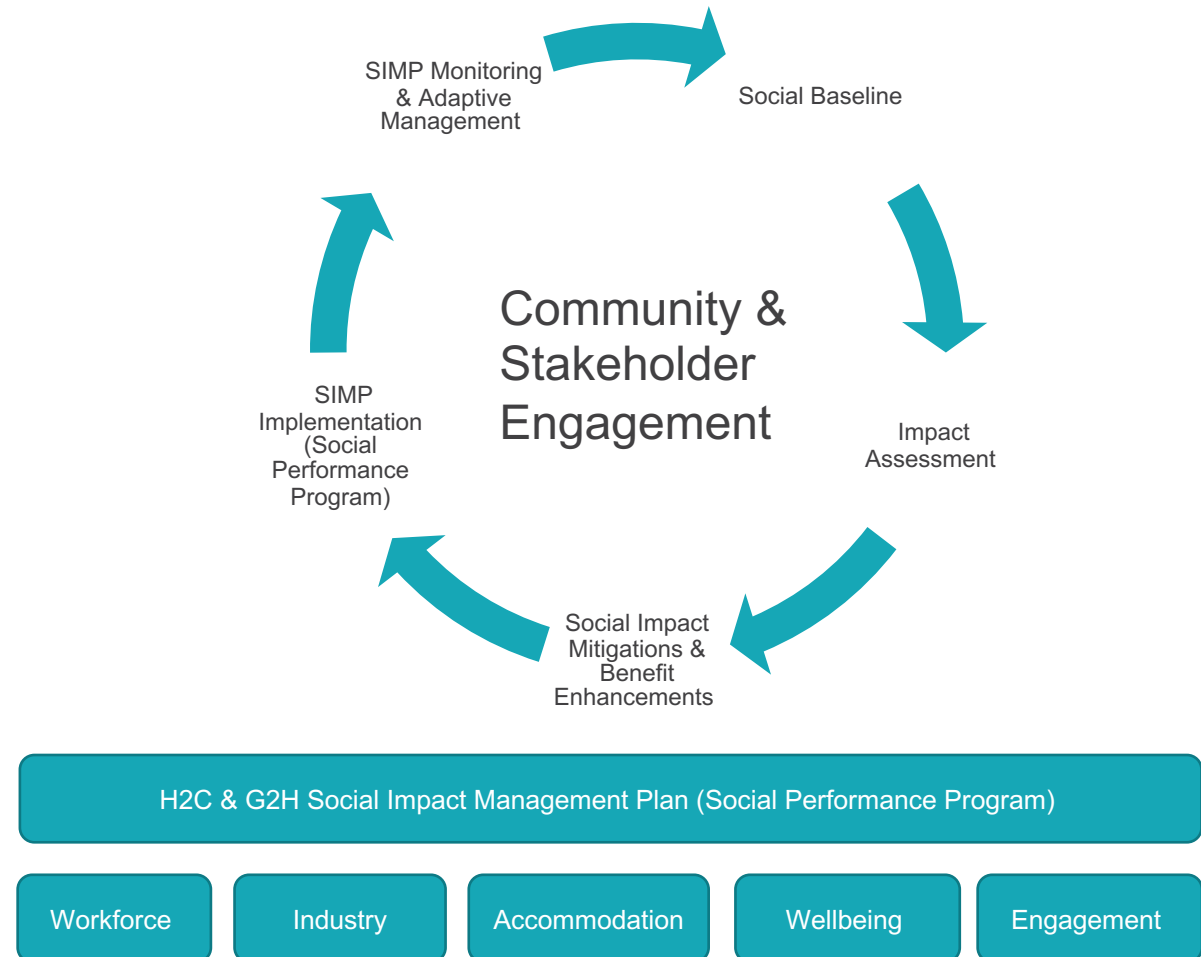 SIMP Monitoring
& Adaptive
Management
Social Baseline
Community &
Stakeholder
Engagement
Impact
Assessment
Social Impact
Mitigations &
Benefit
Enhancements
SIMP
Implementation
(Social
Performance
Program)
H2C & G2H Social Impact Management Plan (Social Performance Program)
Workforce
Industry
Accommodation
Wellbeing
Engagement